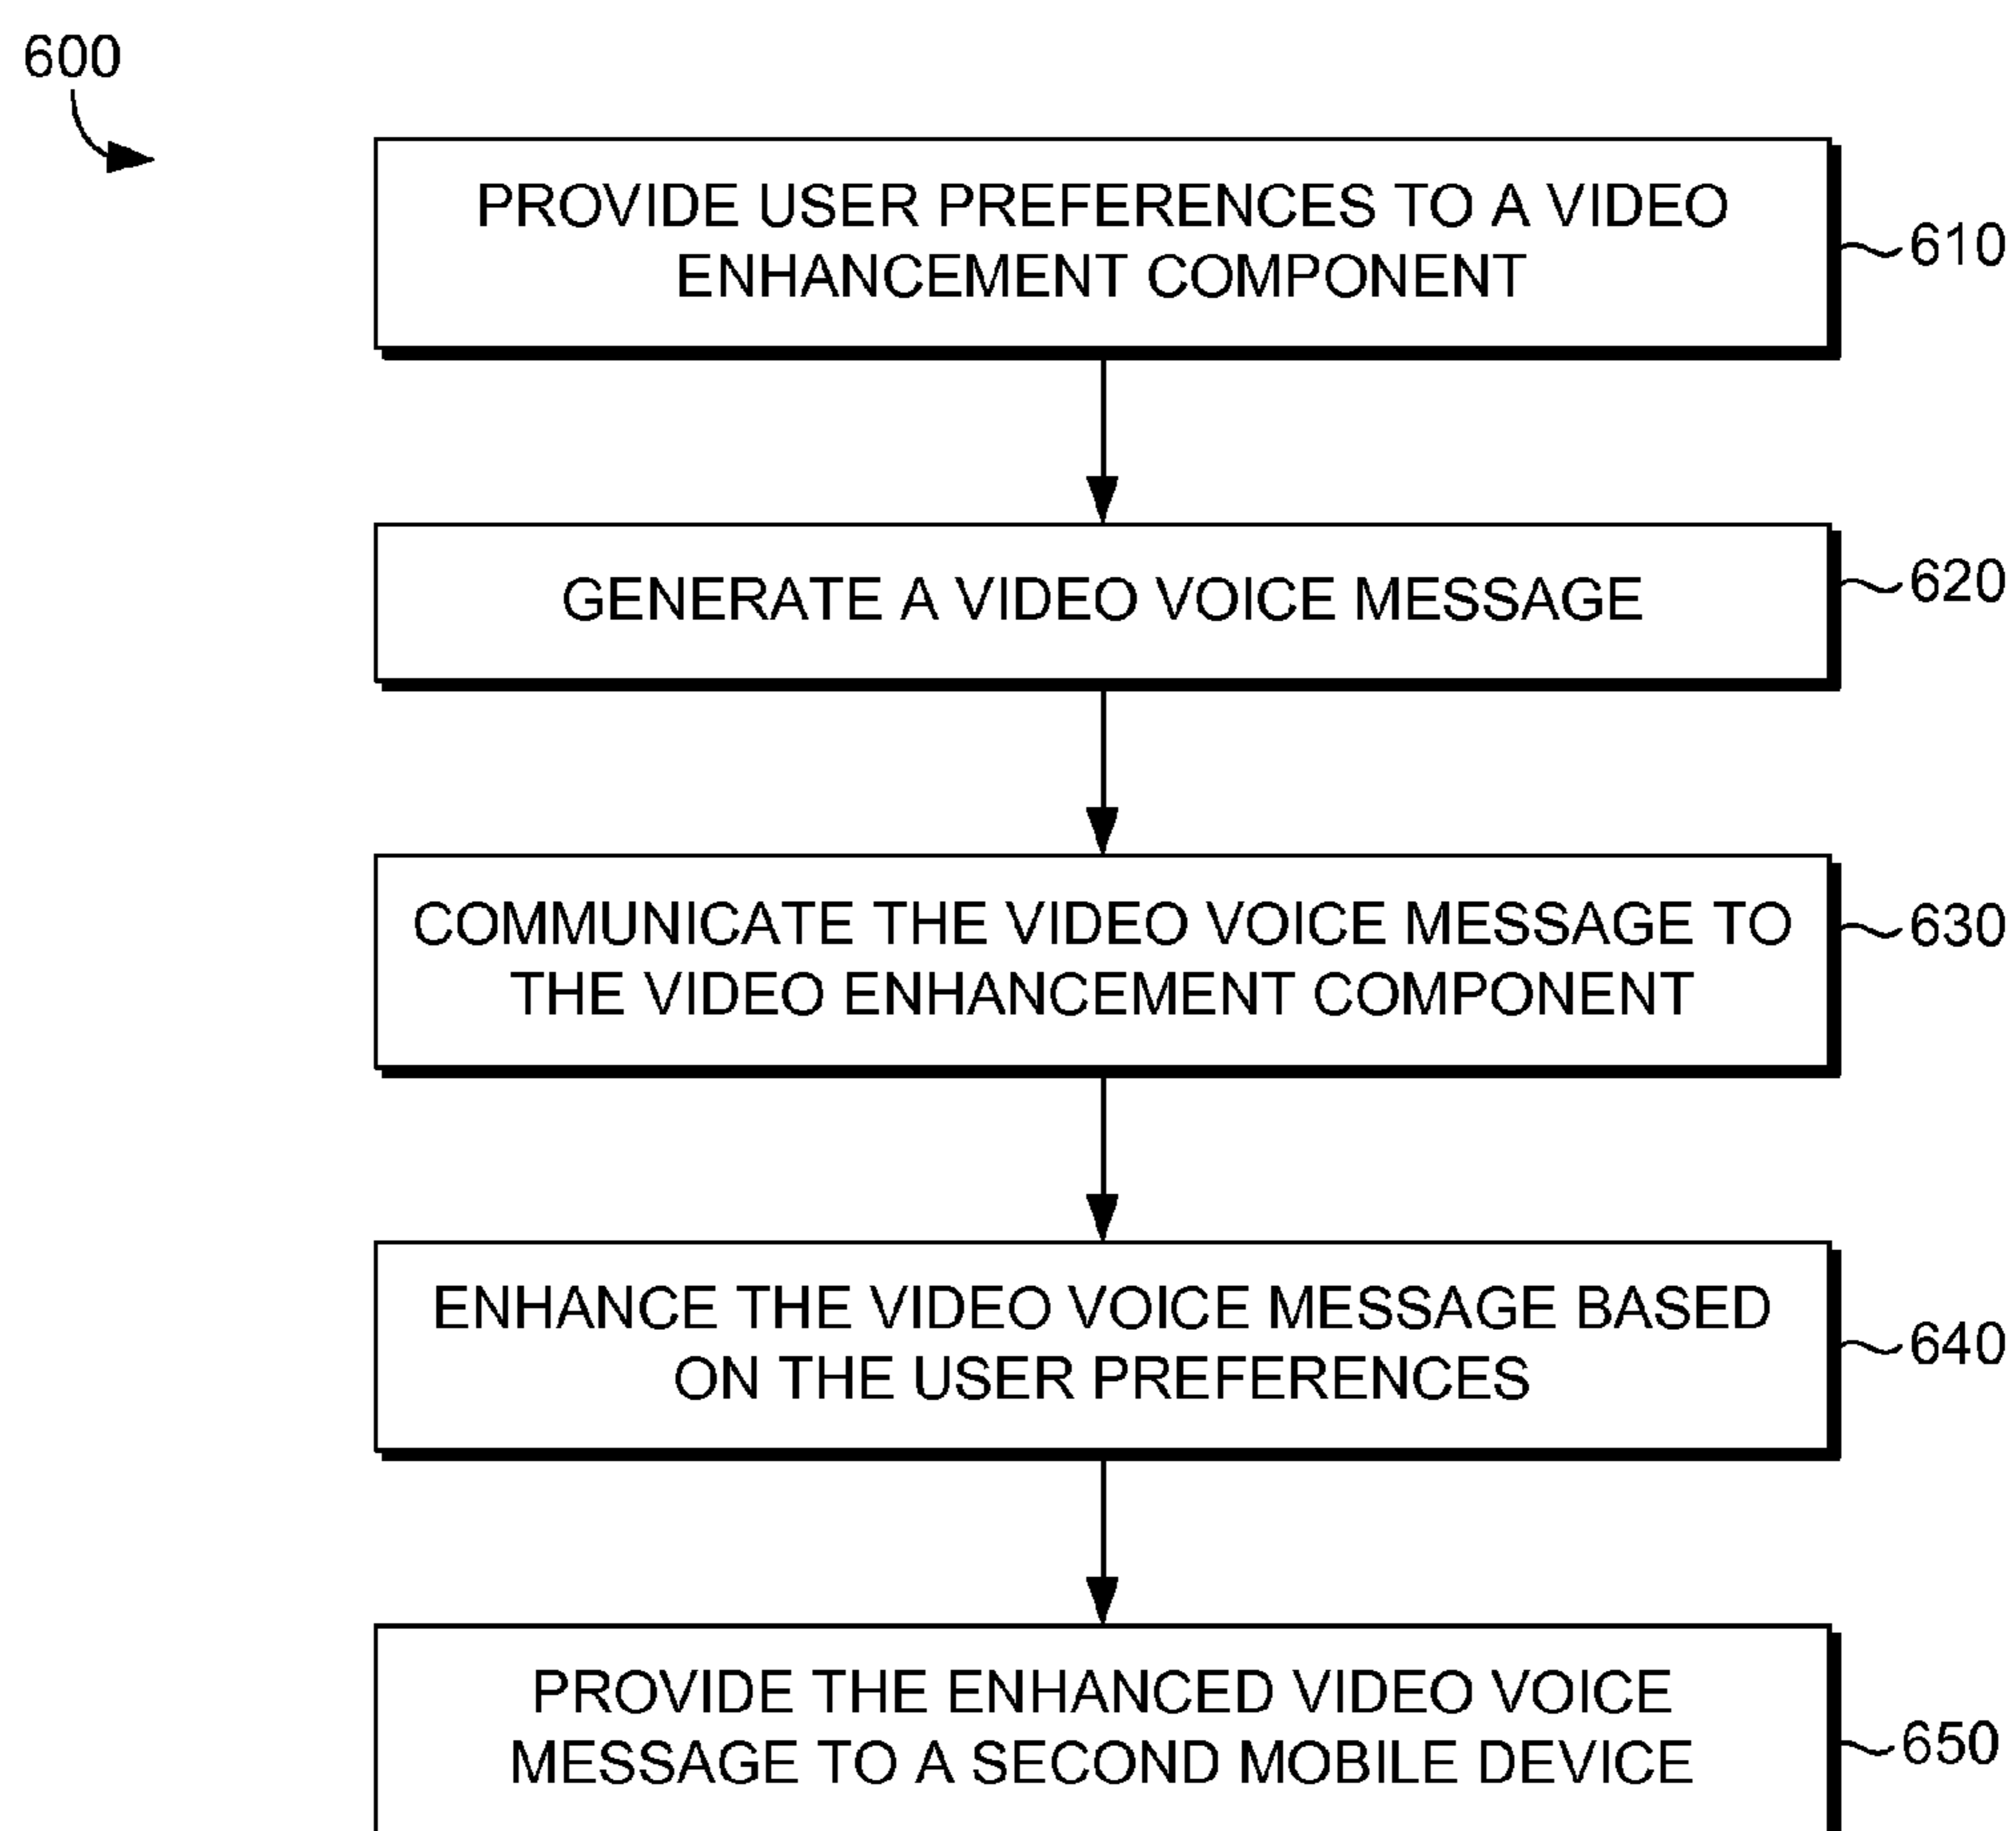 600
PROVIDE USER PREFERENCES TO A VIDEO
ENHANCEMENT COMPONENT
610
GENERATE A VIDEO VOICE MESSAGE
620
COMMUNICATE THE VIDEO VOICE MESSAGE TO
THE VIDEO ENHANCEMENT COMPONENT
630
ENHANCE THE VIDEO VOICE MESSAGE BASED
ON THE USER PREFERENCES
640
PROVIDE THE ENHANCED VIDEO VOICE
MESSAGE TO A SECOND MOBILE DEVICE
650